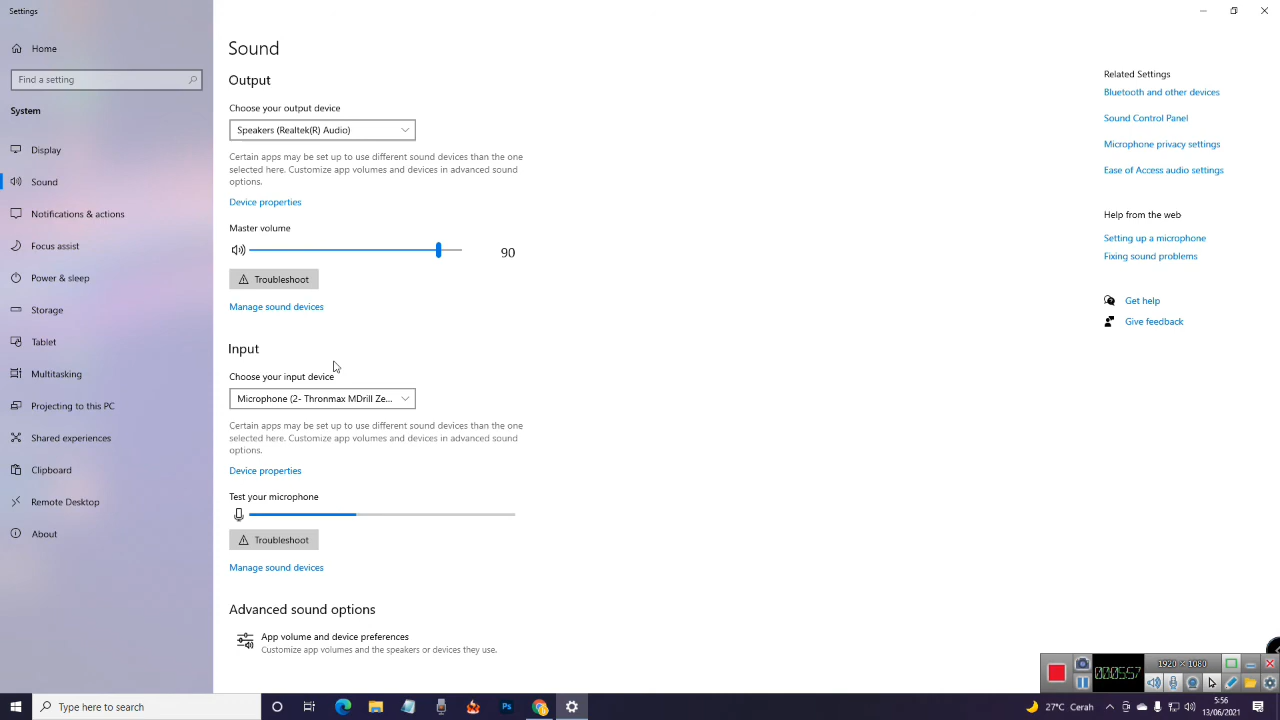 Settings
Home
Find a setting
System
Display
Sound
Notifications & actions
Focus assist
Power & sleep
Storage
Tablet
Multitasking
Projecting to this PC
Shared experiences
Clipboard
Remote Desktop
About
Sound
Output
Choose your output device
Speakers (Realtek(R) Audio)
Certain apps may be set up to use different sound devices than the one
selected here. Customize app volumes and devices in advanced sound
options.
Device properties
Master volume
90
Troubleshoot
Manage sound devices
Input
Choose your input device
Microphone (2- Thronmax MDrill Ze...
Certain apps may be set up to use different sound devices than the one
selected here. Customize app volumes and devices in advanced sound
options.
Device properties
Test your microphone
Troubleshoot
Manage sound devices
Advanced sound options
App volume and device preferences
Customize app volumes and the speakers or devices they use.
Related Settings
Bluetooth and other devices
Sound Control Panel
Microphone privacy settings
Ease of Access audio settings
Help from the web
Setting up a microphone
Fixing sound problems
Get help
Give feedback
1920 × 1080
000557
Type here to search
Ps
27°C Cerah
5:56
13/06/2021